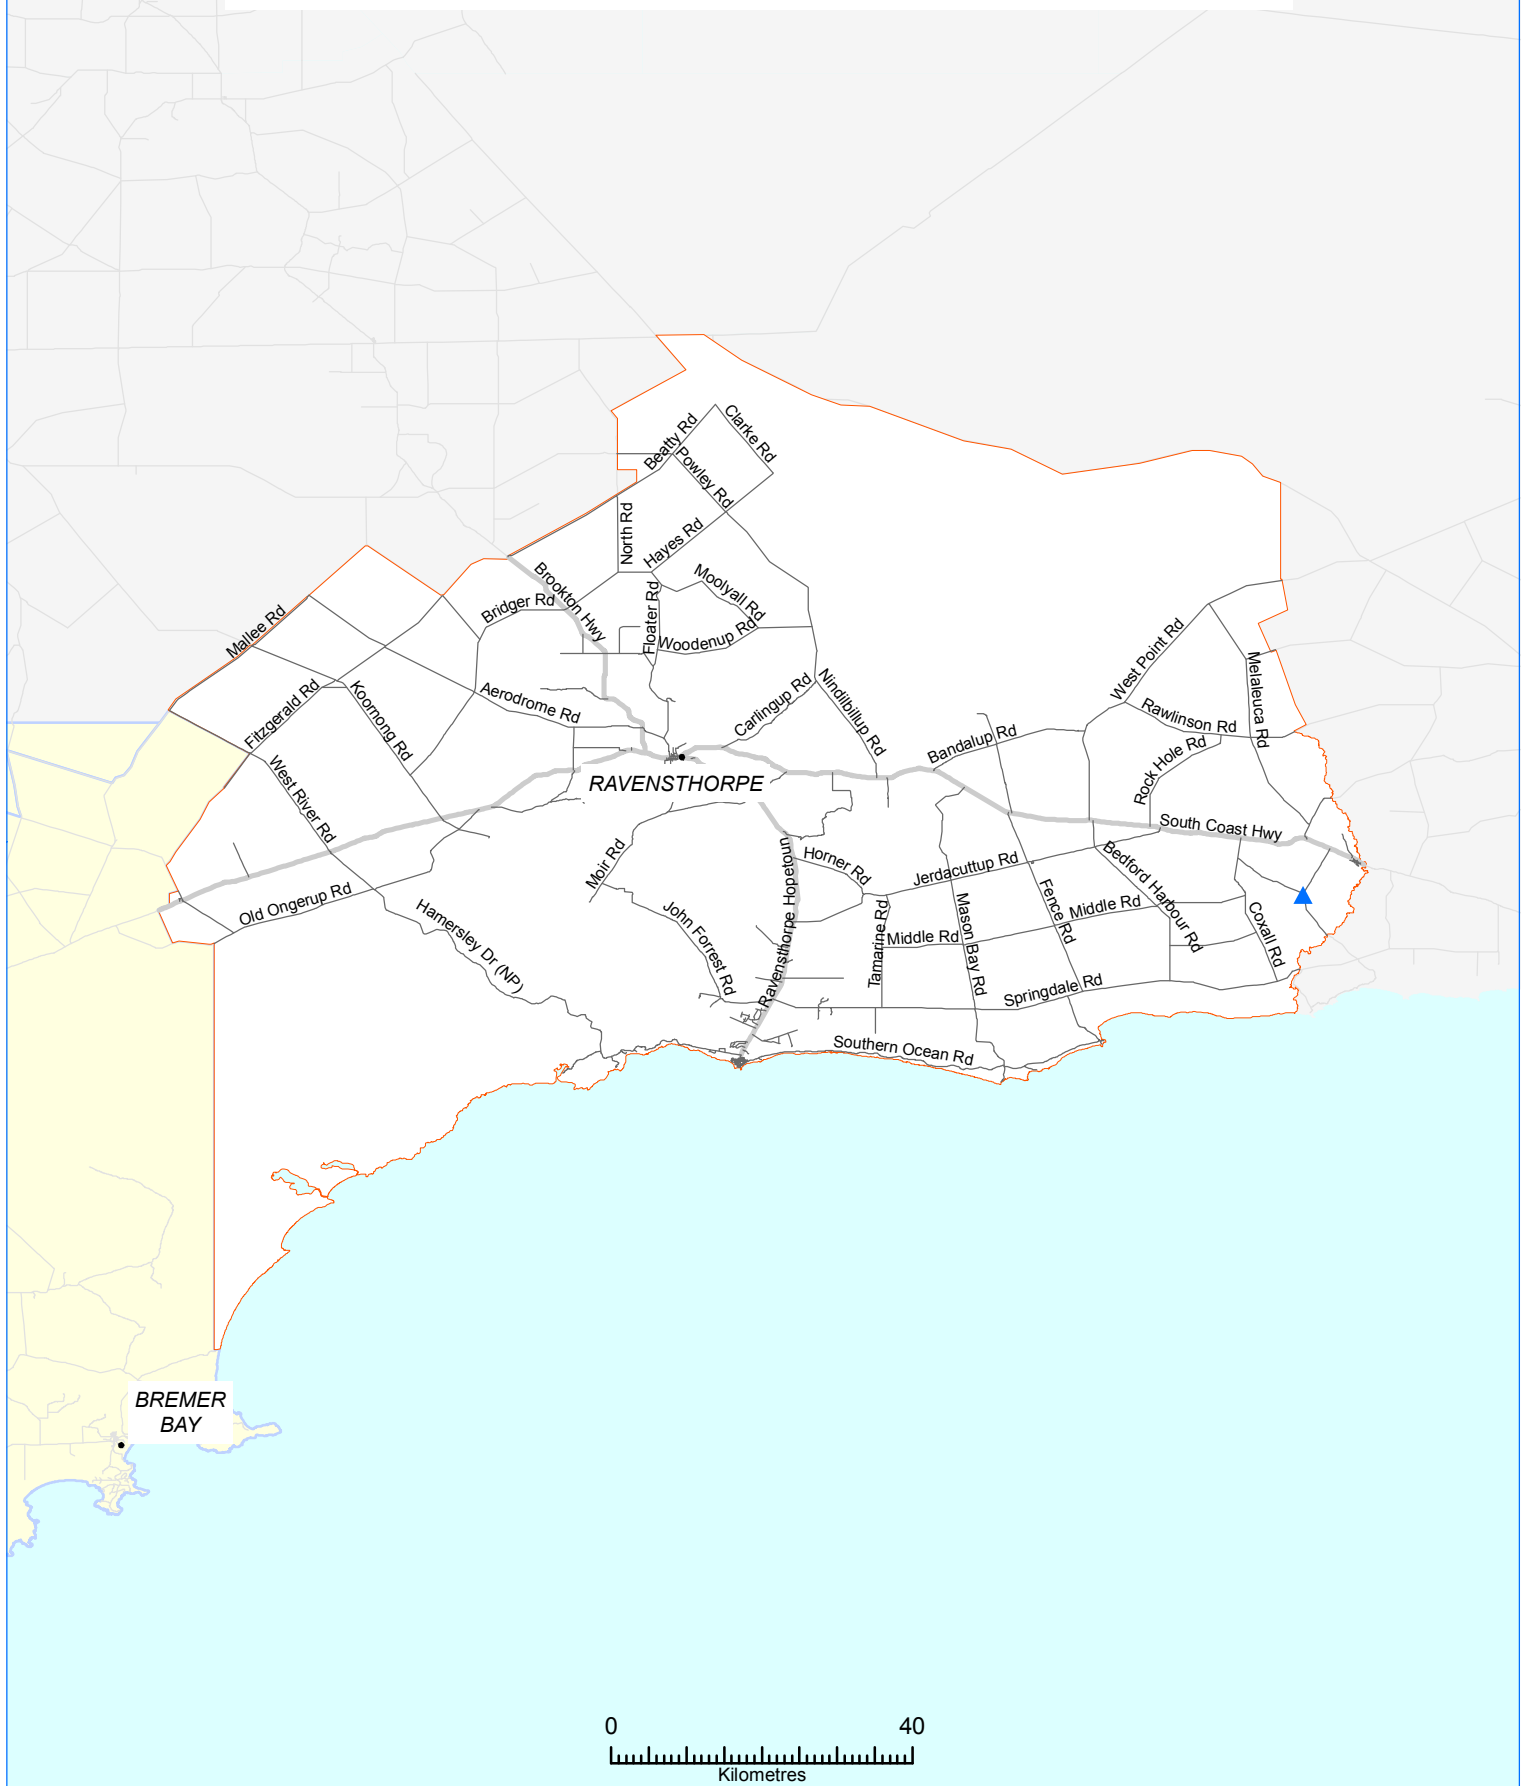 Clarke Rd
Beatty Rd
Powley Rd
North Rd
Hayes Rd
Brookton Hwy
Moolyall Rd
Bridger Rd
Floater Rd
Woodenup Rd
Mallee Rd
West Point Rd
Melaleuca Rd
Fitzgerald Rd
Koornong Rd
Aerodrome Rd
Carlingup Rd
Nindilbillup Rd
Rawlinson Rd
Bandalup Rd
Rock Hole Rd
West River Rd
RAVENSTHORPE
South Coast Hwy
Moir Rd
Horner Rd
Jerdacuttup Rd
Bedford Harbour Rd
Old Ongerup Rd
Ravensthorpe Hopetoun
Fence Rd
Middle Rd
Mason Bay Rd
Tamarine Rd
Coxall Rd
John Forrest Rd
Hamersley Dr (NP)
Middle Rd
Springdale Rd
Southern Ocean Rd
BREMER
BAY
0 40
Kilometres